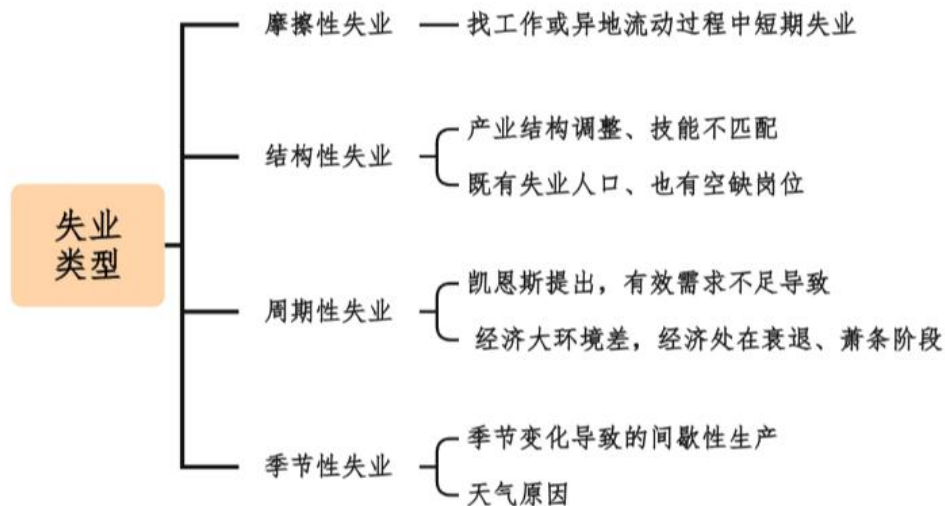 失业
类型
摩擦性失业
找工作或异地流动过程中短期失业
结构性失业
产业结构调整、技能不匹配
既有失业人口、也有空缺岗位
周期性失业
凯恩斯提出，有效需求不足导致
经济大环境差，经济处在衰退、萧条阶段
季节性失业
季节变化导致的间歇性生产
天气原因